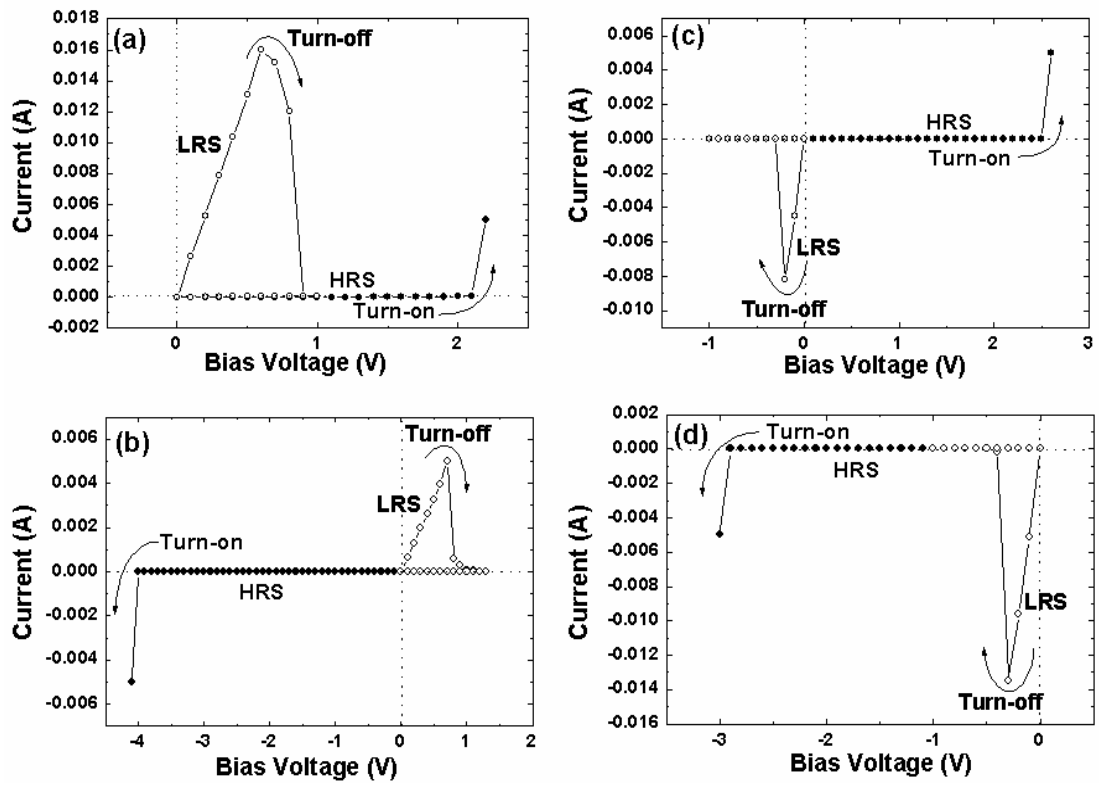 (a)
0.018
0.016
0.014
0.012
0.010
0.008
0.006
0.004
0.002
0.000
-0.002
Current (A)
Turn-off
LRS
HRS
Turn-on
0
1
2
Bias Voltage (V)
(c)
0.006
0.004
0.002
0.000
-0.002
-0.004
-0.006
-0.008
-0.010
Current (A)
HRS
Turn-on
LRS
Turn-off
-1
0
1
2
3
Bias Voltage (V)
(b)
0.006
0.004
0.002
0.000
-0.002
-0.004
-0.006
Current (A)
Turn-off
LRS
Turn-on
HRS
-4
-3
-2
-1
0
1
2
Bias Voltage (V)
(d)
0.002
0.000
-0.002
-0.004
-0.006
-0.008
-0.010
-0.012
-0.014
-0.016
Current (A)
Turn-on
HRS
LRS
Turn-off
-3
-2
-1
0
Bias Voltage (V)